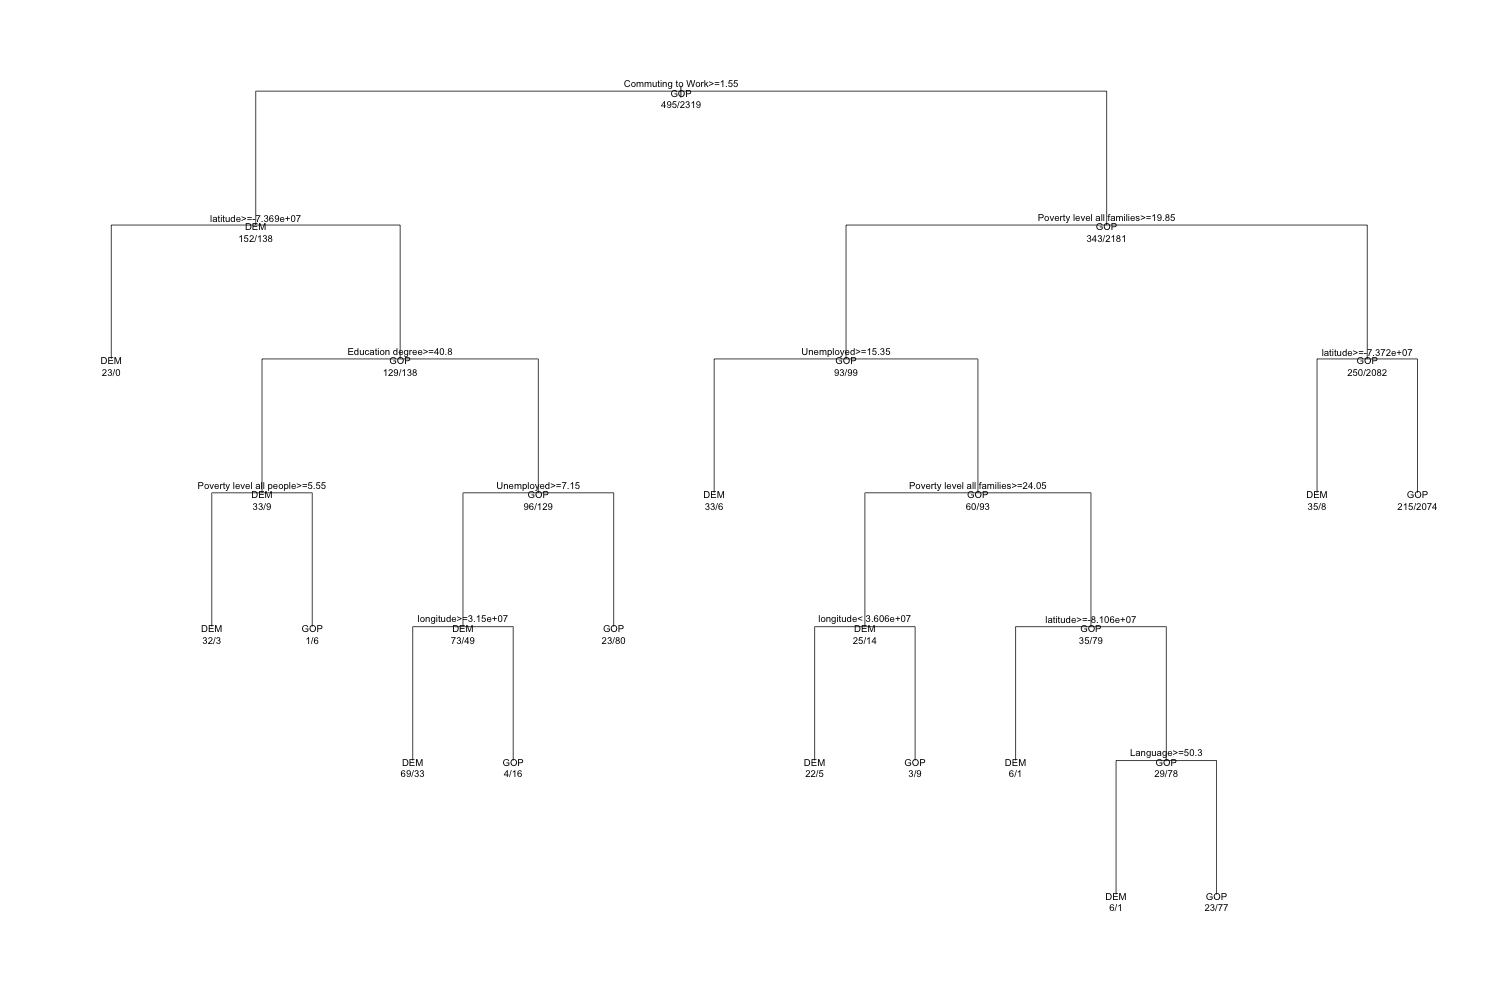 Commuting to Work>=1.55
GOP
495/2319
latitude>=-7.369e+07
DEM
152/138
Poverty level all families>=19.85
GOP
343/2181
DEM
23/0
Education degree>=40.8
GOP
129/138
Unemployed>=15.35
GOP
93/99
latitude>=-7.372e+07
GOP
250/2082
Poverty level all people>=5.55
DEM
33/9
Unemployed>=7.15
GOP
96/129
DEM
33/6
Poverty level all families>=24.05
GOP
60/93
DEM
35/8
GOP
215/2074
DEM
32/3
GOP
1/6
longitude>=3.15e+07
DEM
73/49
GOP
23/80
longitude< 3.606e+07
DEM
25/14
latitude>=-8.106e+07
GOP
35/79
DEM
69/33
GOP
4/16
DEM
22/5
GOP
3/9
DEM
6/1
Language>=50.3
GOP
29/78
DEM
6/1
GOP
23/77